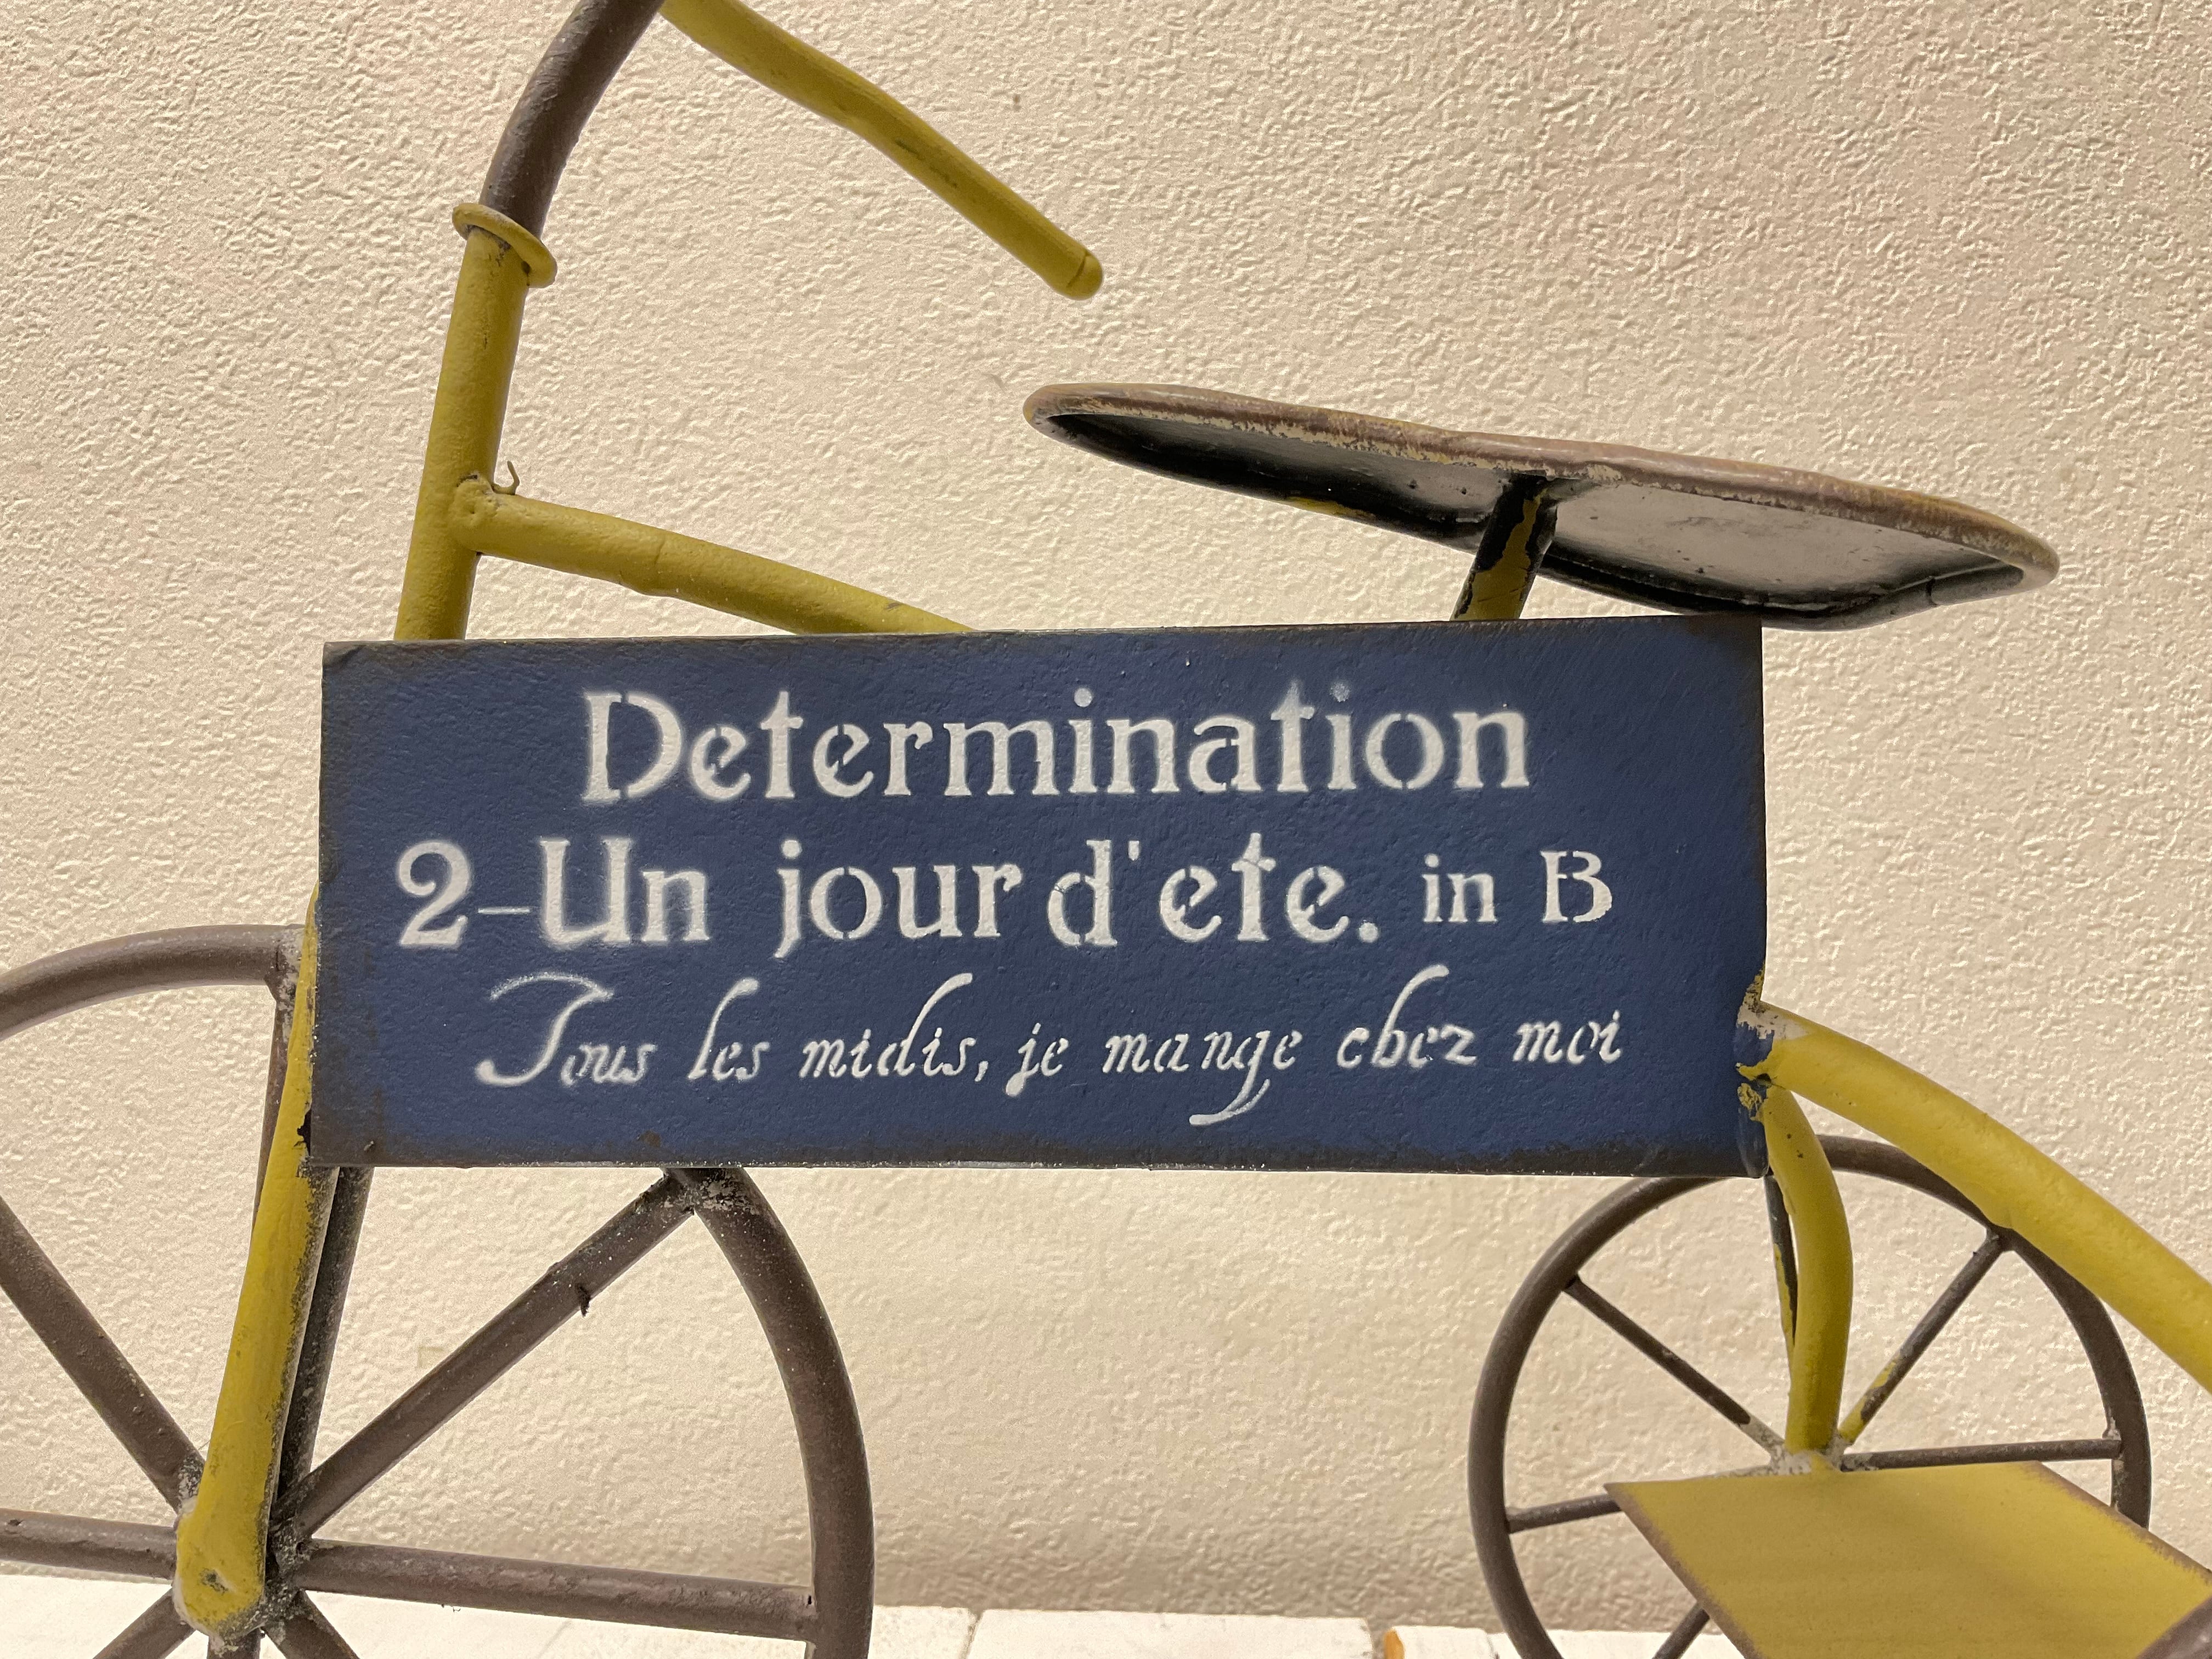 Determination
2-Un jour d'ete. in B
Tous les midis, je mange chez moi